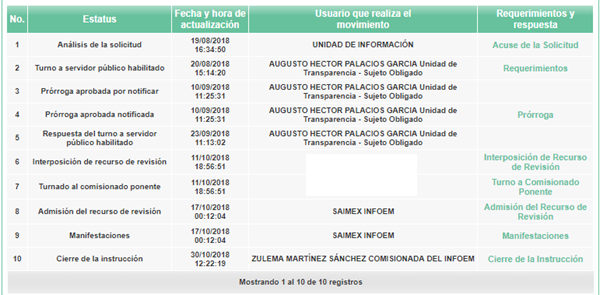 No. Estatus Fecha y hora de actualización Usuario que realiza el movimiento Requerimientos y respuesta
1 Análisis de la solicitud 19/08/2018 16:34:50 UNIDAD DE INFORMACIÓN Acuse de la Solicitud
2 Turno a servidor público habilitado 20/08/2018 15:14:20 AUGUSTO HECTOR PALACIOS GARCIA Unidad de Transparencia - Sujeto Obligado Requerimientos
3 Prórroga aprobada por notificar 10/09/2018 11:25:31 AUGUSTO HECTOR PALACIOS GARCIA Unidad de Transparencia - Sujeto Obligado
4 Prórroga aprobada notificada 10/09/2018 11:25:31 AUGUSTO HECTOR PALACIOS GARCIA Unidad de Transparencia - Sujeto Obligado Prórroga
5 Respuesta del turno a servidor público habilitado 23/09/2018 11:13:02 AUGUSTO HECTOR PALACIOS GARCIA Unidad de Transparencia - Sujeto Obligado
6 Interposición de recurso de revisión 11/10/2018 18:56:51 Interposición de Recurso de Revisión
7 Turnado al comisionado ponente 11/10/2018 18:56:51 Turno a Comisionado Ponente
8 Admisión del recurso de revisión 17/10/2018 00:12:04 SAIMEX INFOEM Admisión del Recurso de Revisión
9 Manifestaciones 17/10/2018 00:12:04 SAIMEX INFOEM Manifestaciones
10 Cierre de la instrucción 30/10/2018 12:22:19 ZULEMA MARTÍNEZ SÁNCHEZ COMISIONADA DEL INFOEM Cierre de la Instrucción
Mostrando 1 al 10 de 10 registros